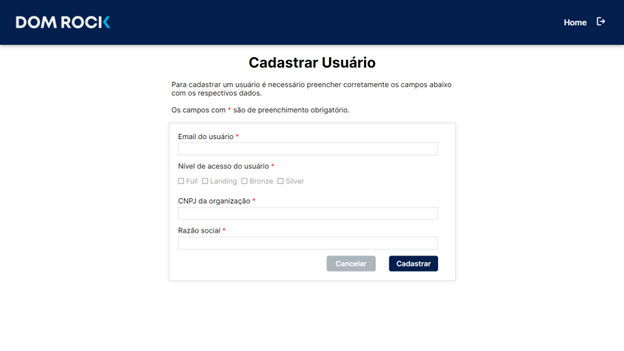 DOM ROCK
Home
Cadastrar Usuário
Para cadastrar um usuário é necessário preencher corretamente os campos abaixo
com os respectivos dados.
Os campos com * são de preenchimento obrigatório.
Email do usuário *
Nível de acesso do usuário *
Full Landing Bronze Silver
CNPJ da organização *
Razão social *
Cancelar Cadastrar